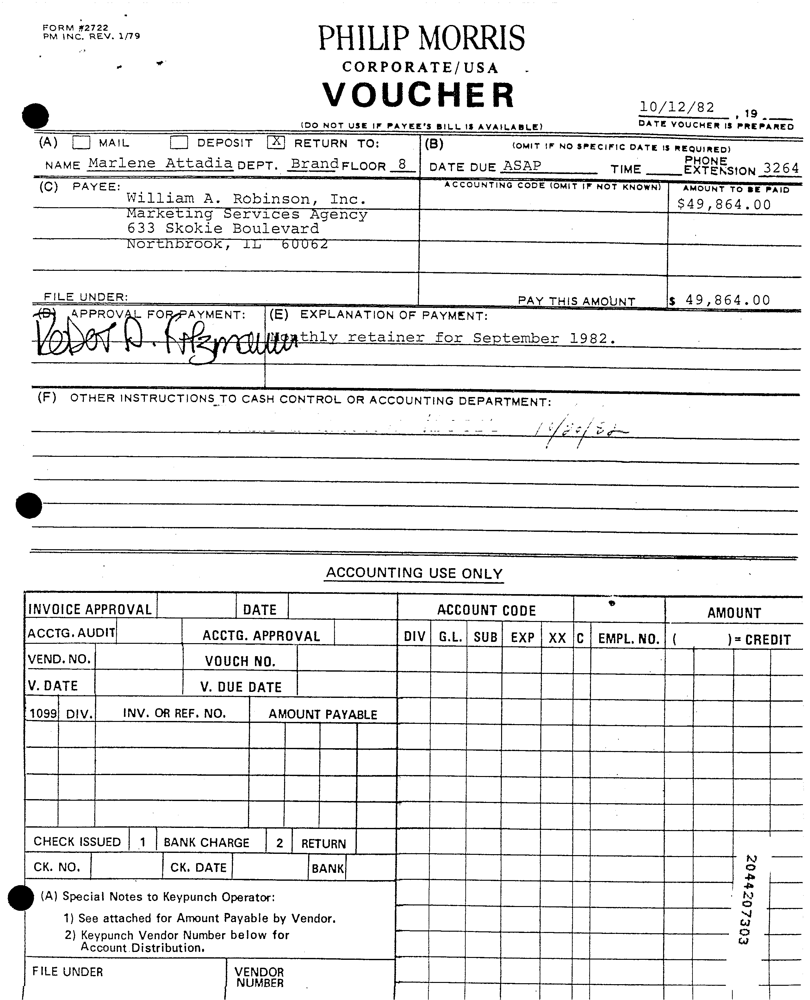 FORM #2722
PM INC. REV. 1/79
PHILIP MORRIS
CORPORATE/USA
VOUCHER
(DO NOT USE IF PAYEE'S BILL IS AVAILABLE)
10/12/82 , 19
DATE VOUCHER IS PREPARED
(A) MAIL DEPOSIT X RETURN TO:
NAME Marlene Attadia DEPT. Brand FLOOR 8
(B) (OMIT IF NO SPECIFIC DATE IS REQUIRED)
DATE DUE ASAP TIME PHONE EXTENSION 3264
(C) PAYEE:
William A. Robinson, Inc.
Marketing Services Agency
633 Skokie Boulevard
Northbrook, IL 60062
ACCOUNTING CODE (OMIT IF NOT KNOWN)
AMOUNT TO BE PAID
$49,864.00
FILE UNDER:
PAY THIS AMOUNT $ 49,864.00
(D) APPROVAL FOR PAYMENT:
(E) EXPLANATION OF PAYMENT:
Monthly retainer for September 1982.
(F) OTHER INSTRUCTIONS TO CASH CONTROL OR ACCOUNTING DEPARTMENT:
10/20/82
ACCOUNTING USE ONLY
INVOICE APPROVAL DATE
ACCTG. AUDIT ACCTG. APPROVAL
VEND. NO. VOUCH NO.
V. DATE V. DUE DATE
1099 DIV. INV. OR REF. NO. AMOUNT PAYABLE
ACCOUNT CODE AMOUNT
DIV G.L. SUB EXP XX C EMPL. NO. ( ) = CREDIT
CHECK ISSUED 1 BANK CHARGE 2 RETURN
CK. NO. CK. DATE BANK
(A) Special Notes to Keypunch Operator:
1) See attached for Amount Payable by Vendor.
2) Keypunch Vendor Number below for
Account Distribution.
FILE UNDER VENDOR
NUMBER
2044207303